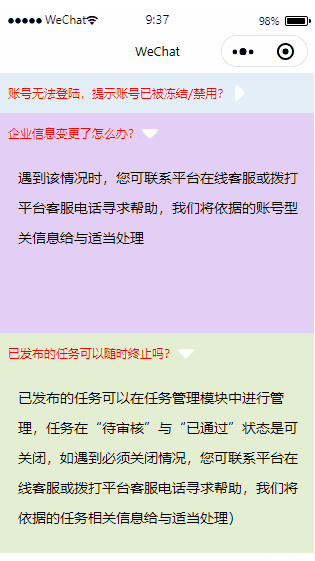 WeChat
9:37
98%
WeChat
账号无法登陆，提示账号已被冻结/禁用？
企业信息变更了怎么办？
遇到该情况时，您可联系平台在线客服或拨打
平台客服电话寻求帮助，我们将依据的账号型
关信息给与适当处理
已发布的任务可以随时终止吗？
已发布的任务可以在任务管理模块中进行管
理，任务在“待审核”与“已通过”状态是可
关闭，如遇到必须关闭情况，您可联系平台在
线客服或拨打平台客服电话寻求帮助，我们将
依据的任务相关信息给与适当处理）